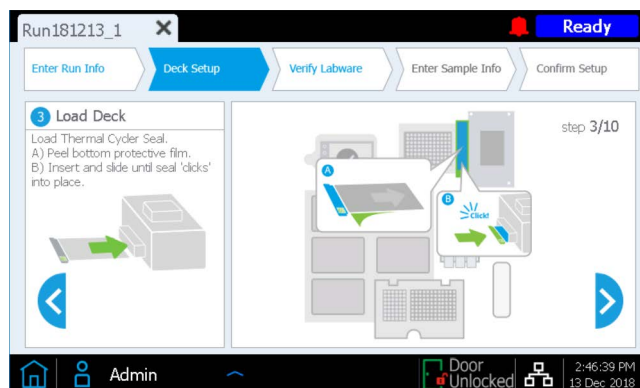 Run181213_1
Ready
Enter Run Info
Deck Setup
Verify Labware
Enter Sample Info
Confirm Setup
3 Load Deck
Load Thermal Cycler Seal.
A) Peel bottom protective film.
B) Insert and slide until seal 'clicks'
into place.
step 3/10
A
B
Click!
Admin
Door
Unlocked
2:46:39 PM
13 Dec 2018